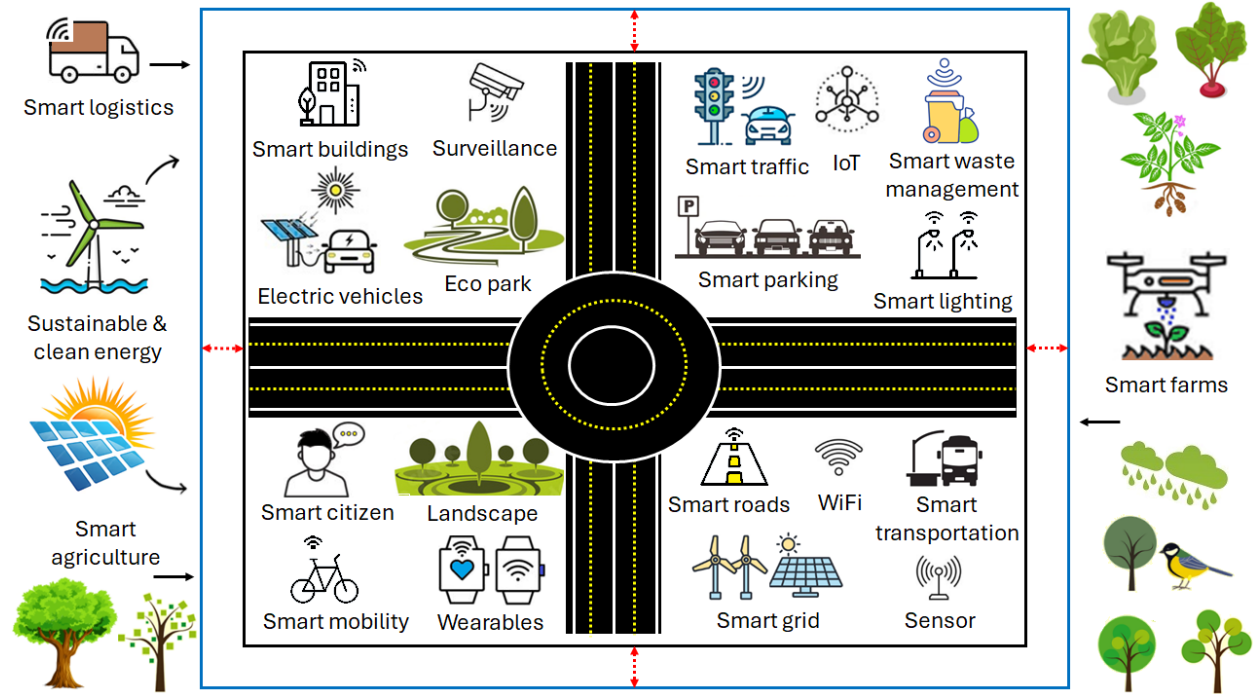 Smart logistics
Sustainable &
clean energy
Smart
agriculture
Smart buildings
Surveillance
Electric vehicles
Eco park
Smart traffic
IoT
Smart waste
management
P
Smart parking
Smart lighting
Smart citizen
Landscape
Smart mobility
Wearables
Smart roads
WiFi
Smart
transportation
Smart grid
Sensor
Smart farms